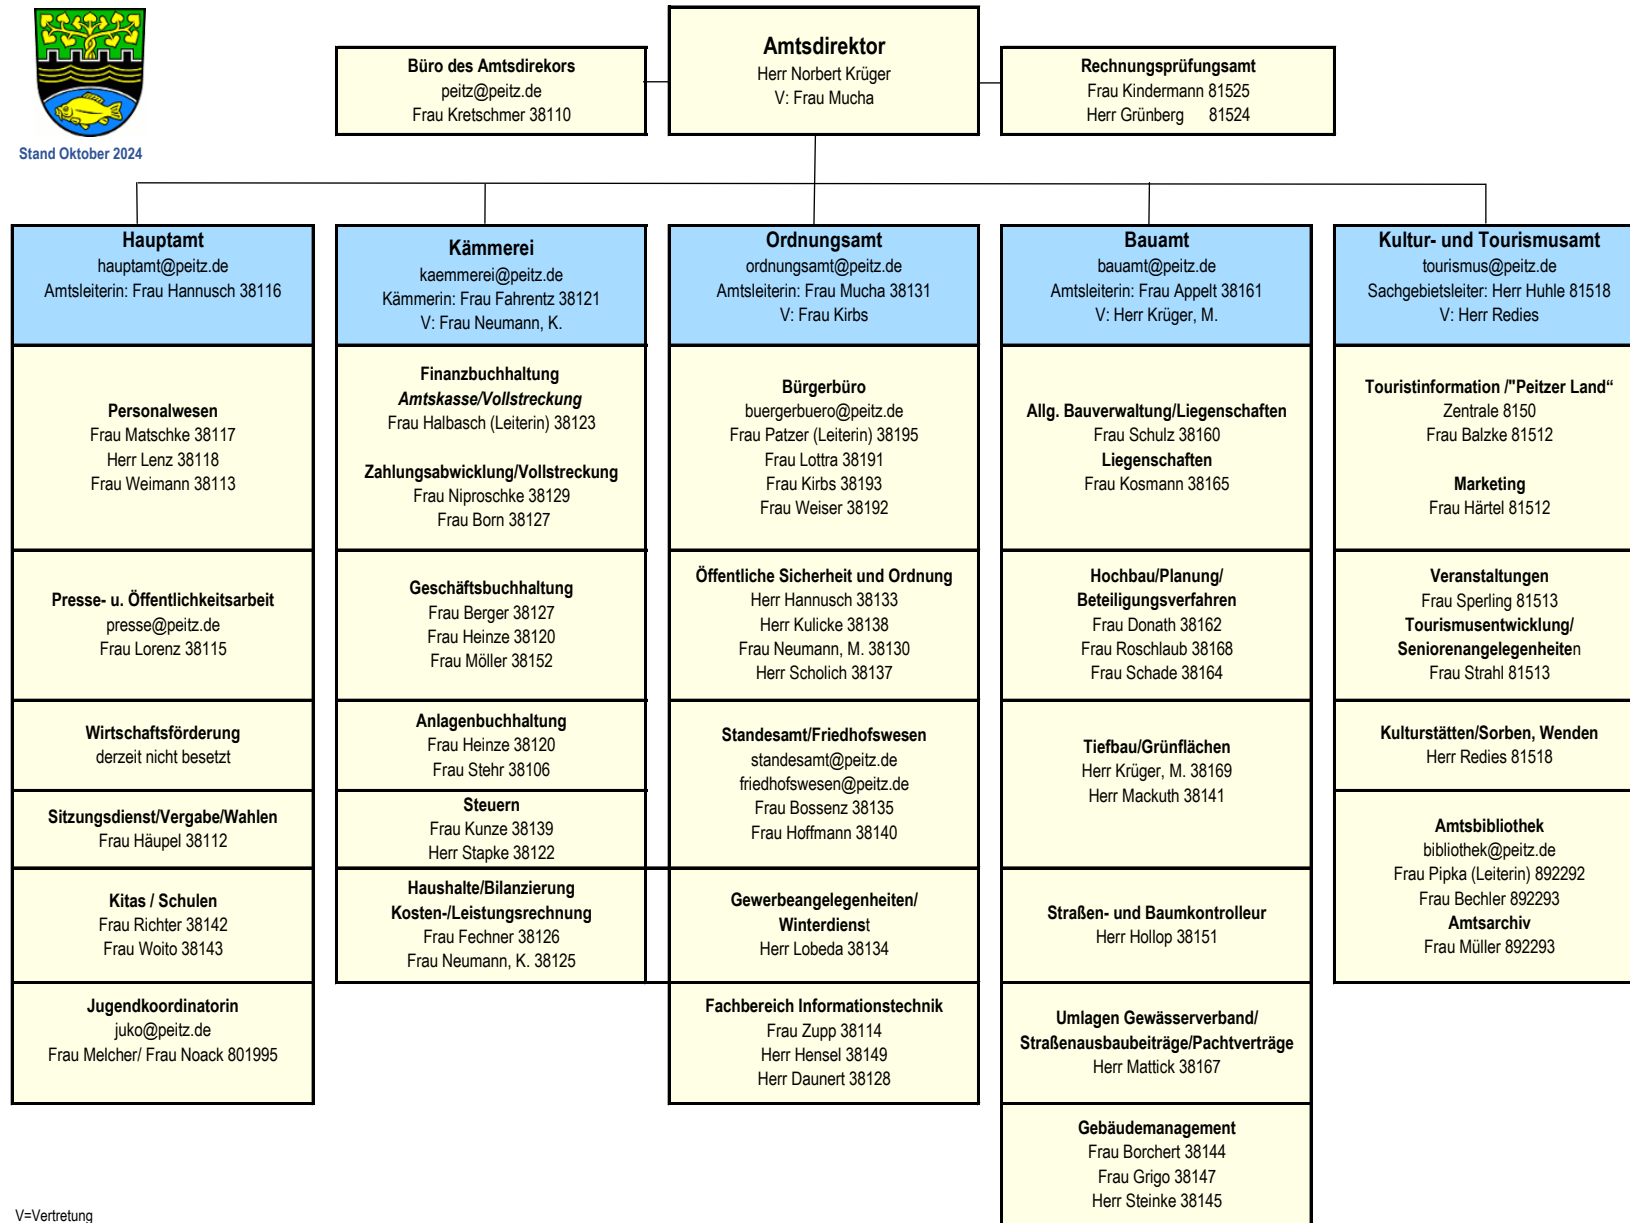 Stand Oktober 2024
Büro des Amtsdirekors
peitz@peitz.de
Frau Kretschmer 38110
Amtsdirektor
Herr Norbert Krüger
V: Frau Mucha
Rechnungsprüfungsamt
Frau Kindermann 81525
Herr Grünberg 81524
Hauptamt
hauptamt@peitz.de
Amtsleiterin: Frau Hannusch 38116
Personalwesen
Frau Matschke 38117
Herr Lenz 38118
Frau Weimann 38113
Presse- u. Öffentlichkeitsarbeit
presse@peitz.de
Frau Lorenz 38115
Wirtschaftsförderung
derzeit nicht besetzt
Sitzungsdienst/Vergabe/Wahlen
Frau Häupel 38112
Kitas / Schulen
Frau Richter 38142
Frau Woito 38143
Jugendkoordinatorin
juko@peitz.de
Frau Melcher/ Frau Noack 801995
Kämmerei
kaemmerei@peitz.de
Kämmerin: Frau Fahrentz 38121
V: Frau Neumann, K.
Finanzbuchhaltung
Amtskasse/Vollstreckung
Frau Halbasch (Leiterin) 38123
Zahlungsabwicklung/Vollstreckung
Frau Niproschke 38129
Frau Born 38127
Geschäftsbuchhaltung
Frau Berger 38127
Frau Heinze 38120
Frau Möller 38152
Anlagenbuchhaltung
Frau Heinze 38120
Frau Stehr 38106
Steuern
Frau Kunze 38139
Herr Stapke 38122
Haushalte/Bilanzierung
Kosten-/Leistungsrechnung
Frau Fechner 38126
Frau Neumann, K. 38125
Ordnungsamt
ordnungsamt@peitz.de
Amtsleiterin: Frau Mucha 38131
V: Frau Kirbs
Bürgerbüro
buergerbuero@peitz.de
Frau Patzer (Leiterin) 38195
Frau Lottra 38191
Frau Kirbs 38193
Frau Weiser 38192
Öffentliche Sicherheit und Ordnung
Herr Hannusch 38133
Herr Kulicke 38138
Frau Neumann, M. 38130
Herr Scholich 38137
Standesamt/Friedhofswesen
standesamt@peitz.de
friedhofswesen@peitz.de
Frau Bossenz 38135
Frau Hoffmann 38140
Gewerbeangelegenheiten/
Winterdienst
Herr Lobeda 38134
Fachbereich Informationstechnik
Frau Zupp 38114
Herr Hensel 38149
Herr Daunert 38128
Bauamt
bauamt@peitz.de
Amtsleiterin: Frau Appelt 38161
V: Herr Krüger, M.
Allg. Bauverwaltung/Liegenschaften
Frau Schulz 38160
Liegenschaften
Frau Kosmann 38165
Hochbau/Planung/
Beteiligungsverfahren
Frau Donath 38162
Frau Roschlaub 38168
Frau Schade 38164
Tiefbau/Grünflächen
Herr Krüger, M. 38169
Herr Mackuth 38141
Straßen- und Baumkontrolleur
Herr Hollop 38151
Umlagen Gewässerverband/
Straßenausbaubeiträge/Pachtverträge
Herr Mattick 38167
Gebäudemanagement
Frau Borchert 38144
Frau Grigo 38147
Herr Steinke 38145
Kultur- und Tourismusamt
tourismus@peitz.de
Sachgebietsleiter: Herr Huhle 81518
V: Herr Redies
Touristinformation /"Peitzer Land“
Zentrale 8150
Frau Balzke 81512
Marketing
Frau Härtel 81512
Veranstaltungen
Frau Sperling 81513
Tourismusentwicklung/
Seniorenangelegenheiten
Frau Strahl 81513
Kulturstätten/Sorben, Wenden
Herr Redies 81518
Amtsbibliothek
bibliothek@peitz.de
Frau Pipka (Leiterin) 892292
Frau Bechler 892293
Amtsarchiv
Frau Müller 892293
V=Vertretung